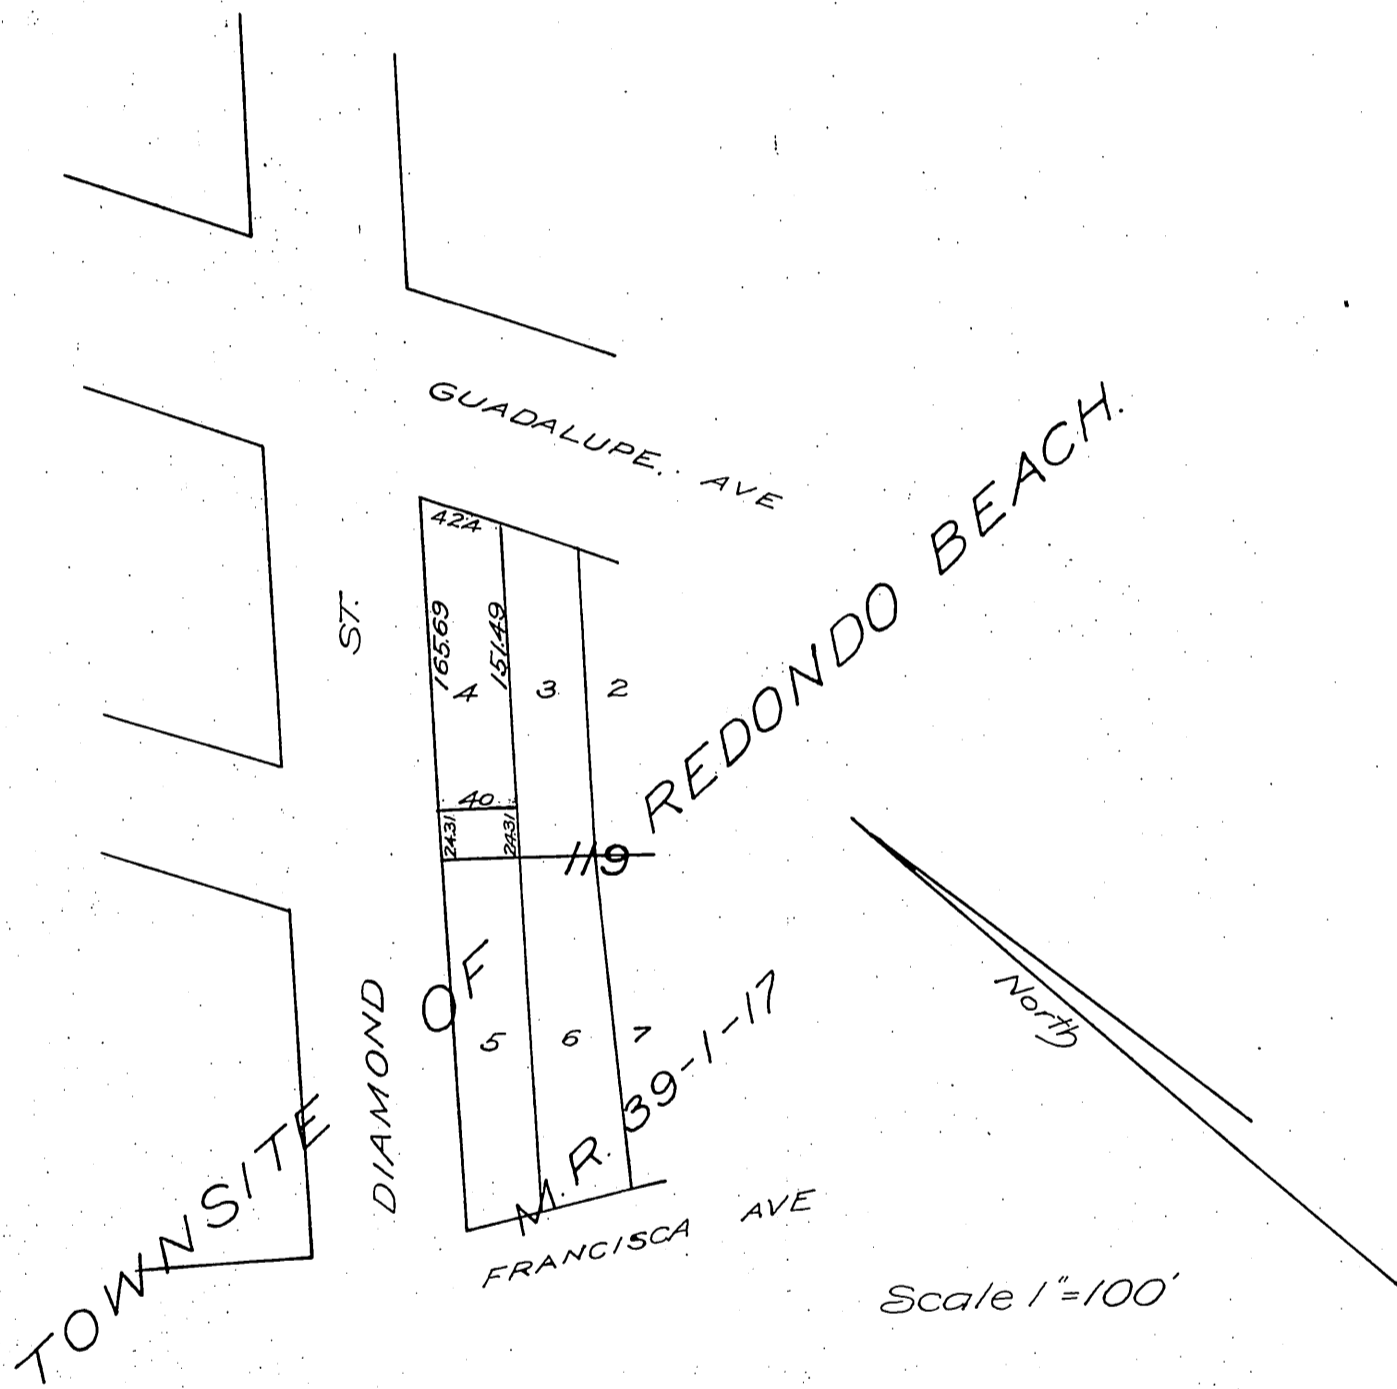 GUADALUPE. AVE
42.4
ST.
165.69
151.49
4
3
2
40
24.31
24.31
119
TOWNSITE OF REDONDO BEACH.
DIAMOND
5
6
7
M.R. 39-1-17
North
FRANCISCA AVE
Scale 1"=100'